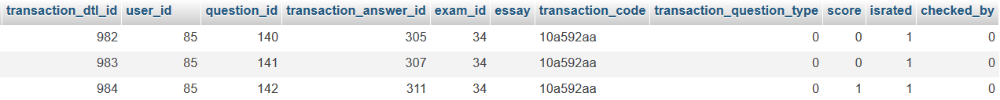 transaction_dtl_id user_id question_id transaction_answer_id exam_id essay transaction_code transaction_question_type score israted checked_by
982 85 140 305 34 10a592aa 0 0 1 0
983 85 141 307 34 10a592aa 0 0 1 0
984 85 142 311 34 10a592aa 0 1 1 0